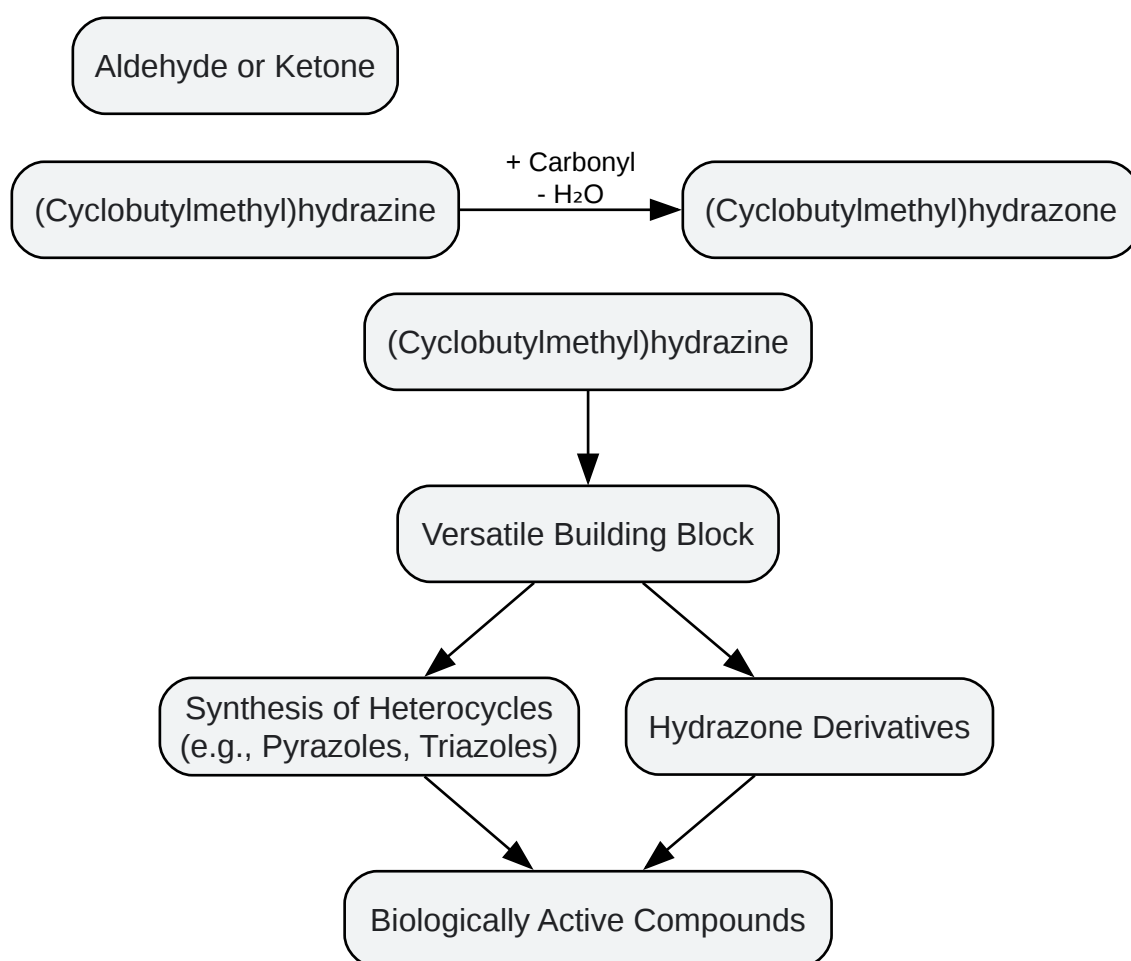 Aldehyde or Ketone
+ Carbonyl
- H₂O
(Cyclobutylmethyl)hydrazine
(Cyclobutylmethyl)hydrazone
(Cyclobutylmethyl)hydrazine
Versatile Building Block
Synthesis of Heterocycles
(e.g., Pyrazoles, Triazoles)
Hydrazone Derivatives
Biologically Active Compounds